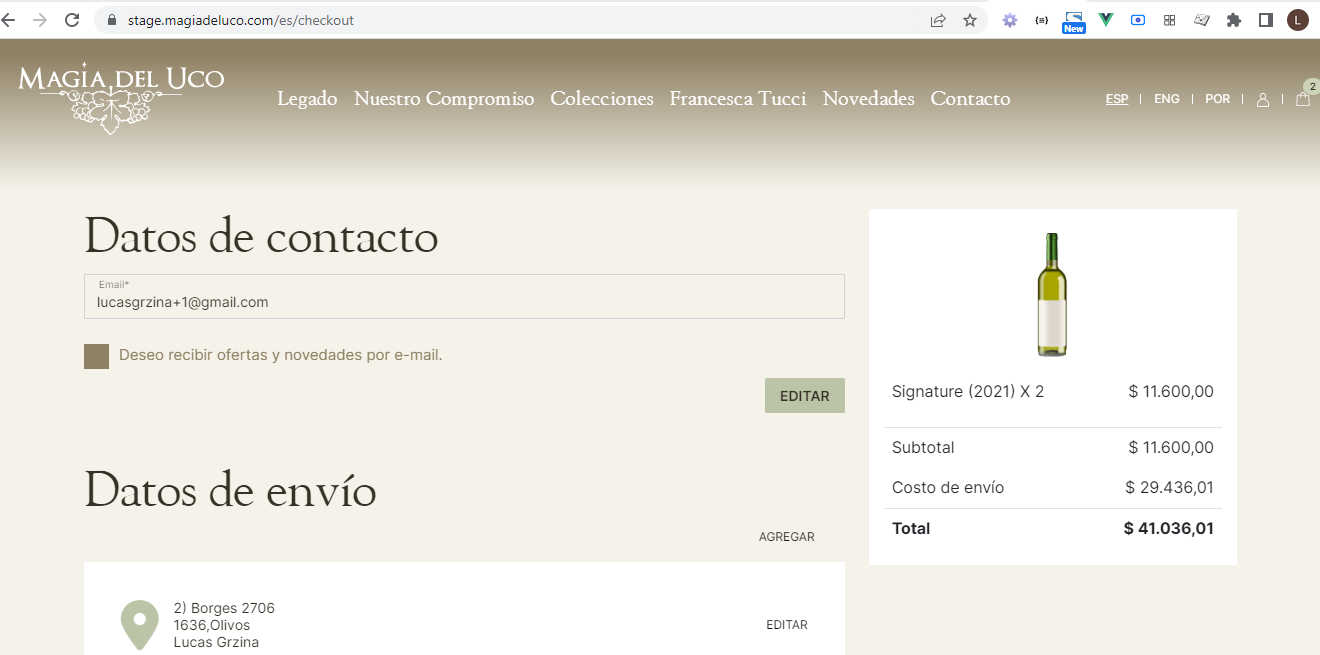 stage.magiadeluco.com/es/checkout
New
L
MAGIA DEL UCO
Legado Nuestro Compromiso Colecciones Francesca Tucci Novedades Contacto
ESP | ENG | POR | |
2
Datos de contacto
Email*
lucasgrzina+1@gmail.com
Deseo recibir ofertas y novedades por e-mail.
EDITAR
Datos de envío
AGREGAR
2) Borges 2706
1636,Olivos
Lucas Grzina
EDITAR
Signature (2021) X 2 $ 11.600,00
Subtotal $ 11.600,00
Costo de envío $ 29.436,01
Total $ 41.036,01